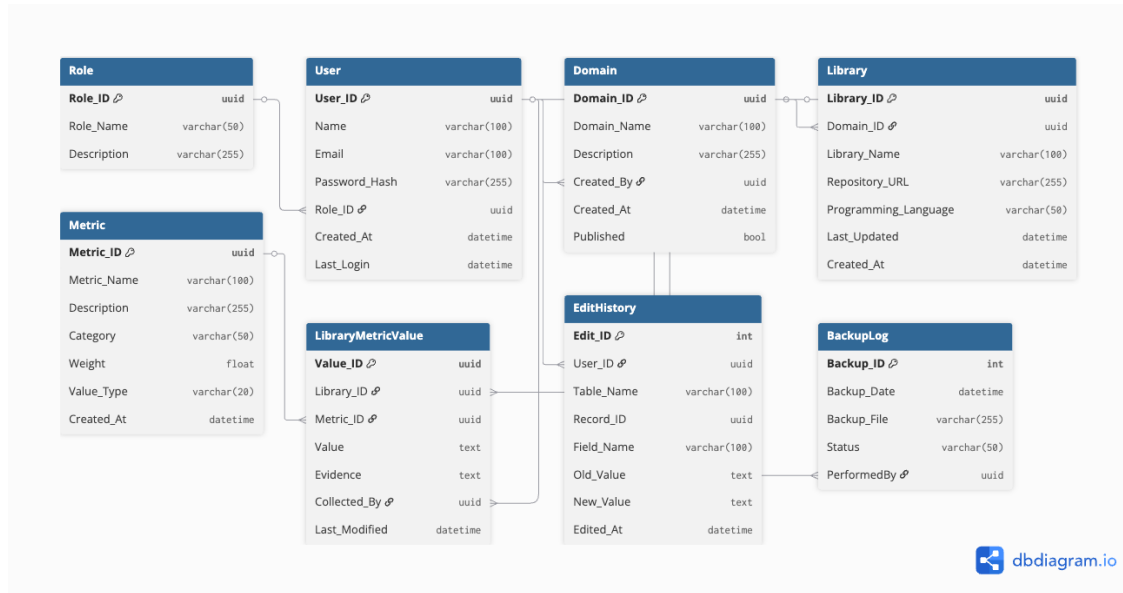 Role
Role_ID uuid
Role_Name varchar(50)
Description varchar(255)
User
User_ID uuid
Name varchar(100)
Email varchar(100)
Password_Hash varchar(255)
Role_ID uuid
Created_At datetime
Last_Login datetime
Domain
Domain_ID uuid
Domain_Name varchar(100)
Description varchar(255)
Created_By uuid
Created_At datetime
Published bool
Library
Library_ID uuid
Domain_ID uuid
Library_Name varchar(100)
Repository_URL varchar(255)
Programming_Language varchar(50)
Last_Updated datetime
Created_At datetime
Metric
Metric_ID uuid
Metric_Name varchar(100)
Description varchar(255)
Category varchar(50)
Weight float
Value_Type varchar(20)
Created_At datetime
LibraryMetricValue
Value_ID uuid
Library_ID uuid
Metric_ID uuid
Value text
Evidence text
Collected_By uuid
Last_Modified datetime
EditHistory
Edit_ID int
User_ID uuid
Table_Name varchar(100)
Record_ID uuid
Field_Name varchar(100)
Old_Value text
New_Value text
Edited_At datetime
BackupLog
Backup_ID int
Backup_Date datetime
Backup_File varchar(255)
Status varchar(50)
PerformedBy uuid
dbdiagram.io